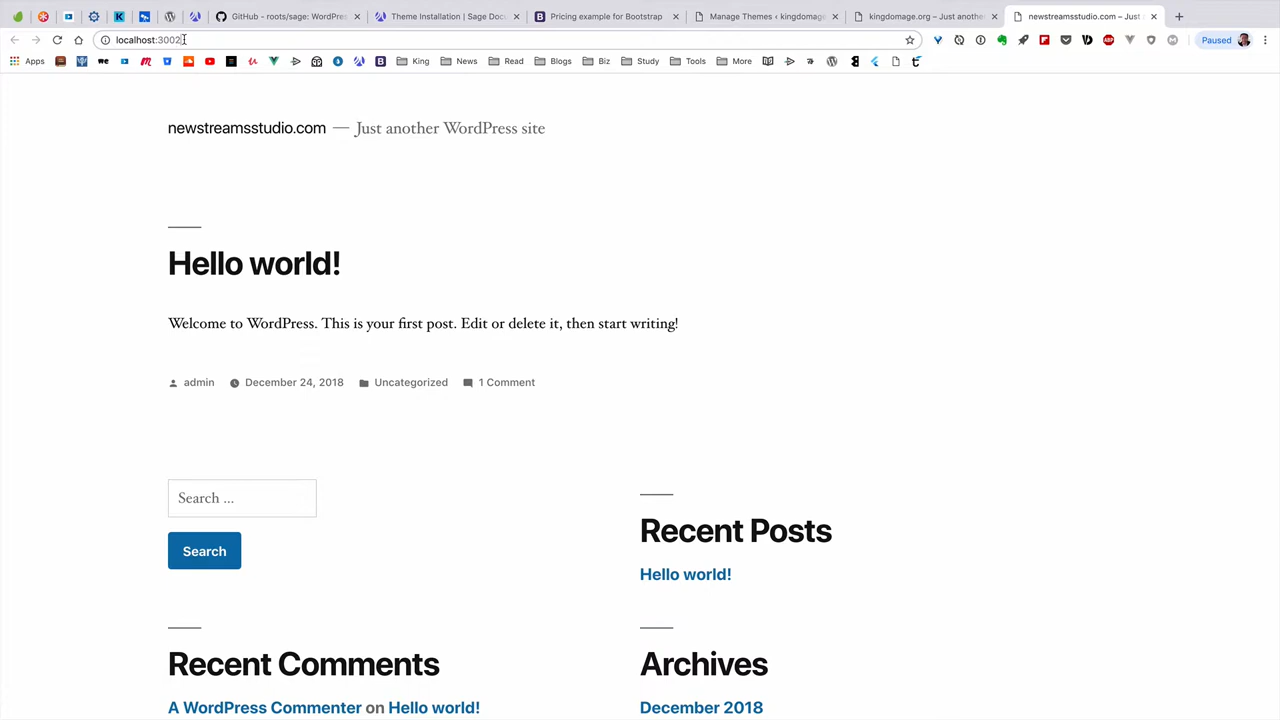 GitHub - roots/sage: WordPres
Theme Installation | Sage Doc
Pricing example for Bootstrap
Manage Themes ‹ kingdomage
kingdomage.org – Just anothe
newstreamsstudio.com – Just
localhost:3002
Paused
Apps
King
News
Read
Blogs
Biz
Study
Tools
More
newstreamsstudio.com — Just another WordPress site
Hello world!
Welcome to WordPress. This is your first post. Edit or delete it, then start writing!
admin December 24, 2018 Uncategorized 1 Comment
Search ...
Search
Recent Posts
Hello world!
Recent Comments
A WordPress Commenter on Hello world!
Archives
December 2018